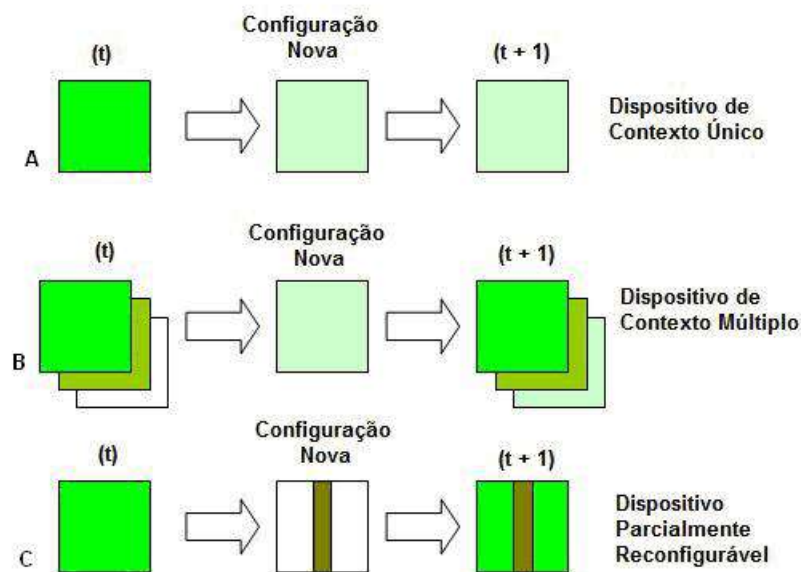 Configuração
Nova
(t)
(t + 1)
Dispositivo de
Contexto Único
A
Configuração
Nova
(t)
(t + 1)
Dispositivo de
Contexto Múltiplo
B
Configuração
Nova
(t)
(t + 1)
Dispositivo
Parcialmente
Reconfigurável
C